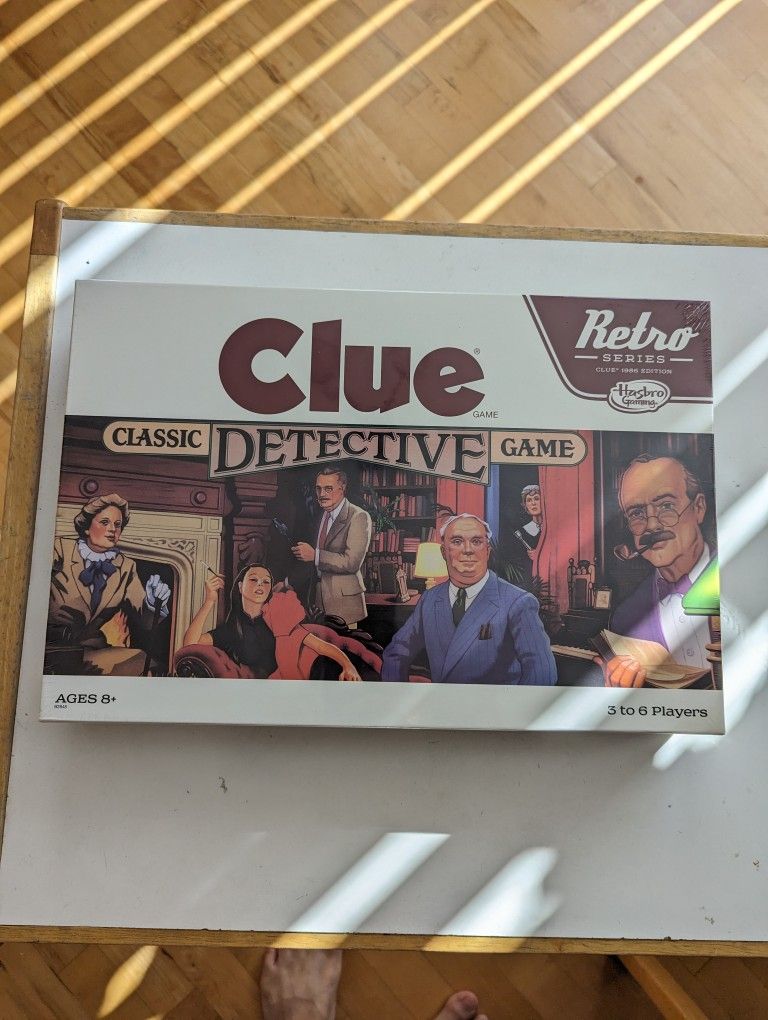 Clue®
GAME
Retro
SERIES
CLUE® 1986 EDITION
Hasbro
Gaming
CLASSIC DETECTIVE GAME
AGES 8+
3 to 6 Players